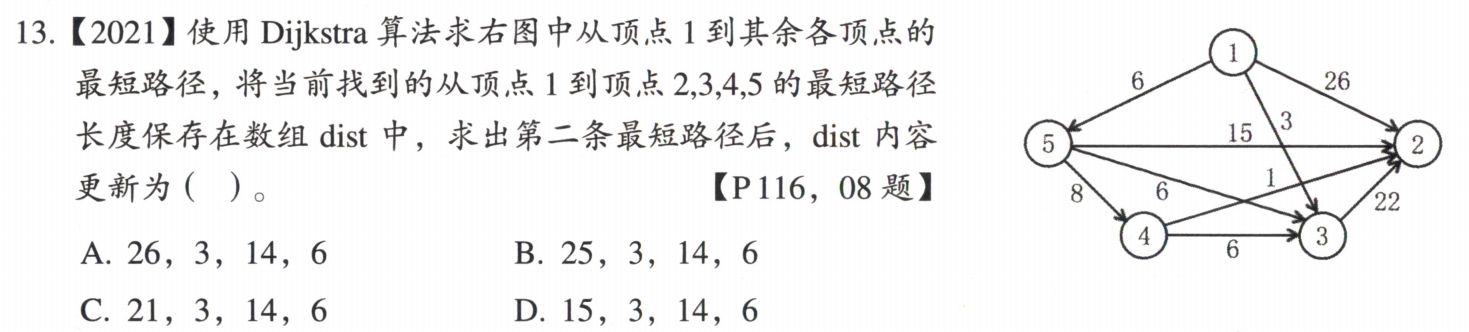 13.【2021】使用 Dijkstra 算法求右图中从顶点 1 到其余各顶点的
最短路径，将当前找到的从顶点 1 到顶点 2,3,4,5 的最短路径
长度保存在数组 dist 中，求出第二条最短路径后，dist 内容
更新为（ ）。 【P116，08 题】
A. 26，3，14，6 B. 25，3，14，6
C. 21，3，14，6 D. 15，3，14，6
1
6 26
3
15
5 2
1
8 6 22
4 3
6